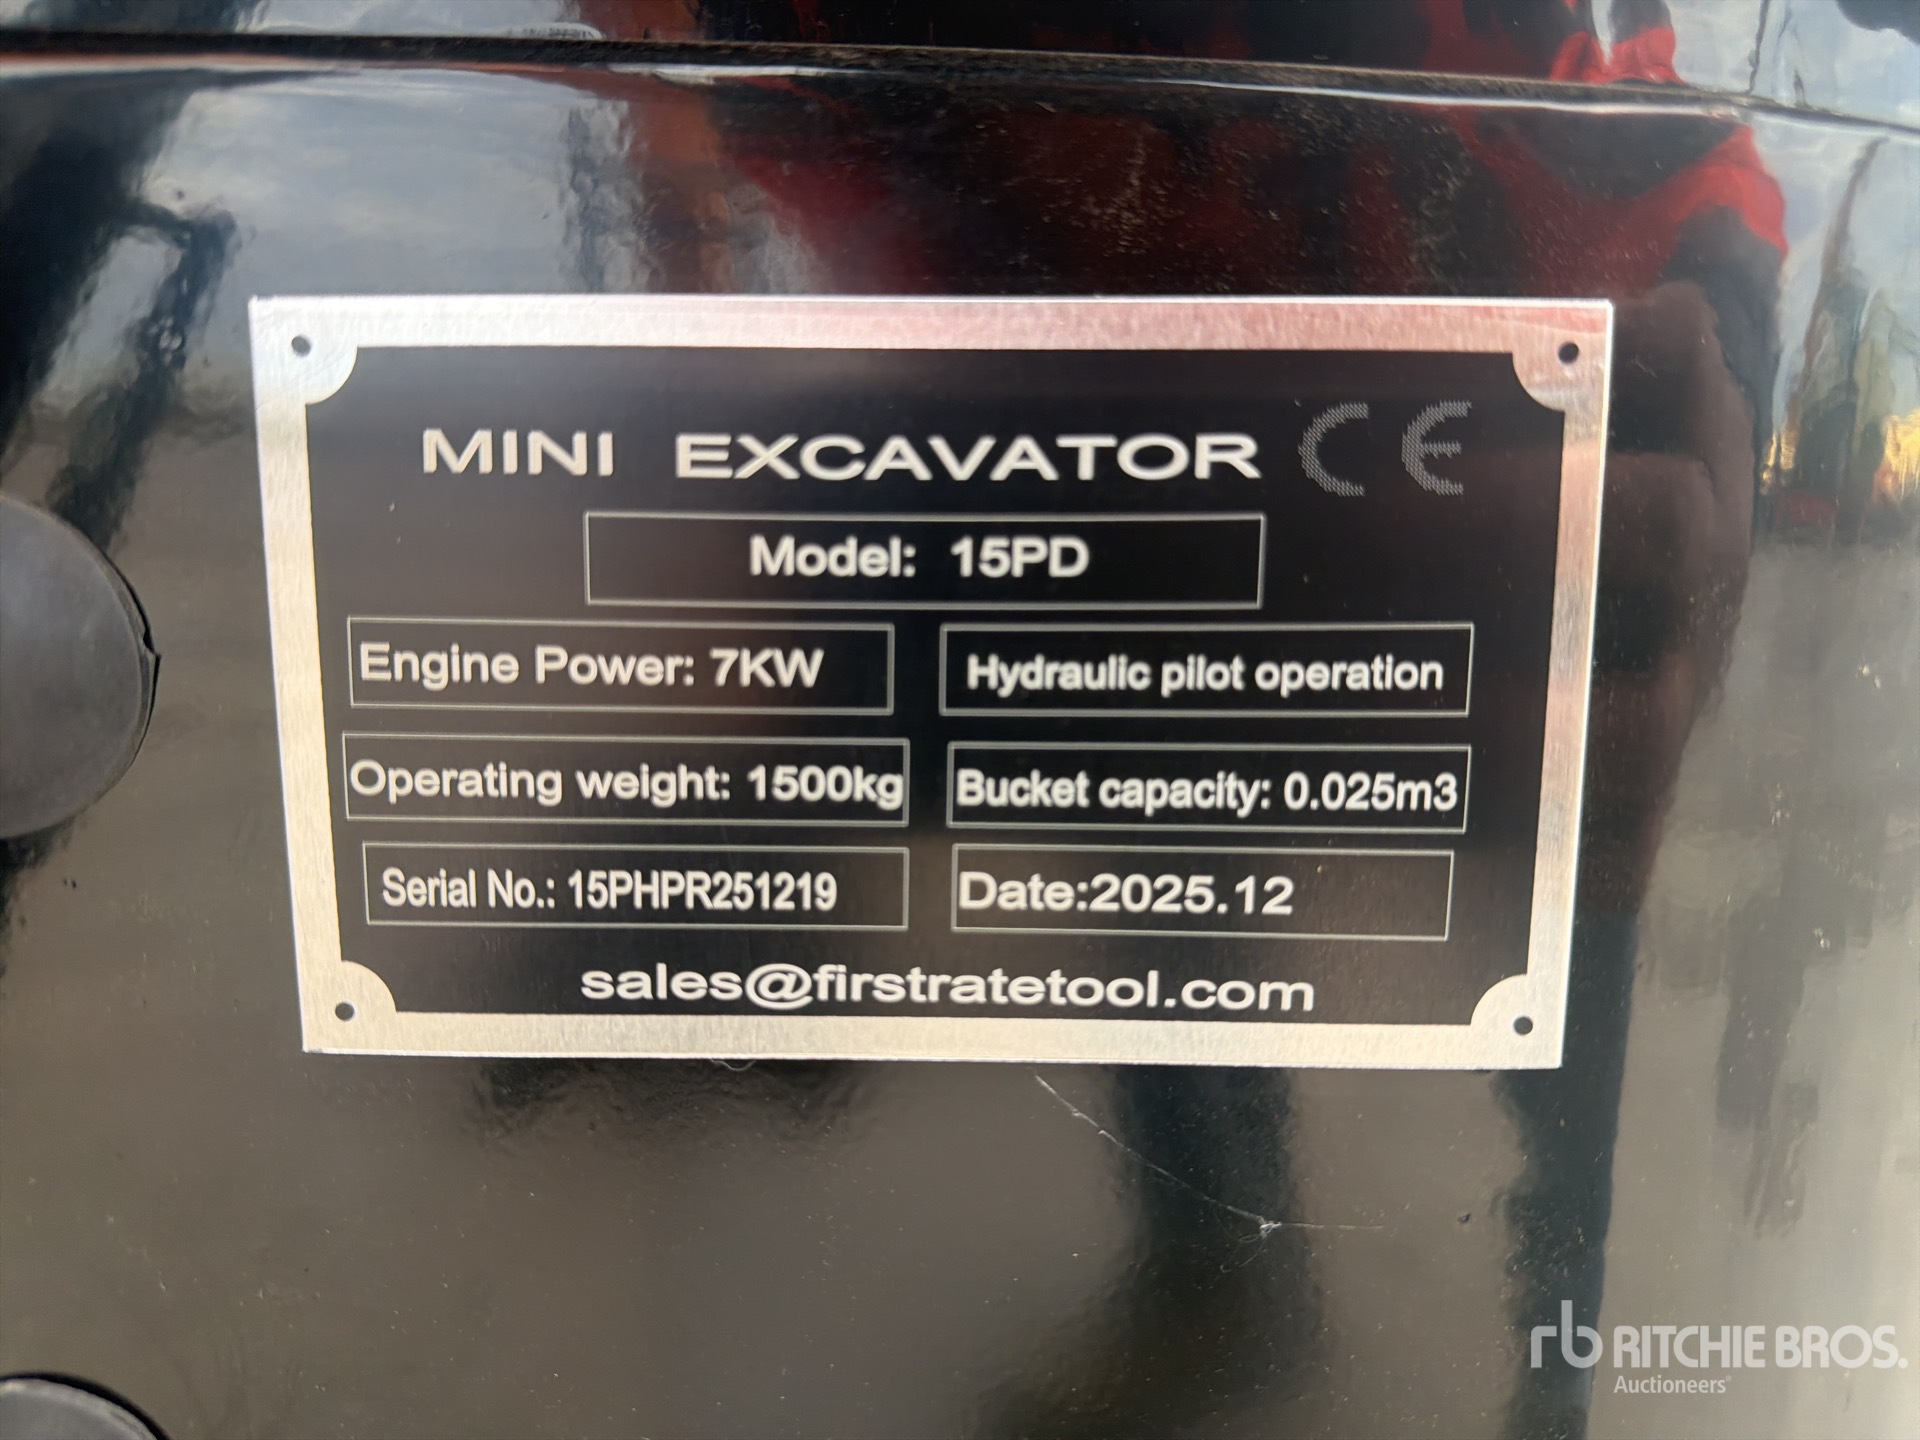 MINI EXCAVATOR CE
Model: 15PD
Engine Power: 7KW
Hydraulic pilot operation
Operating weight: 1500kg
Bucket capacity: 0.025m3
Serial No.: 15PHPR251219
Date:2025.12
sales@firstratetool.com
rb RITCHIE BROS.
Auctioneers